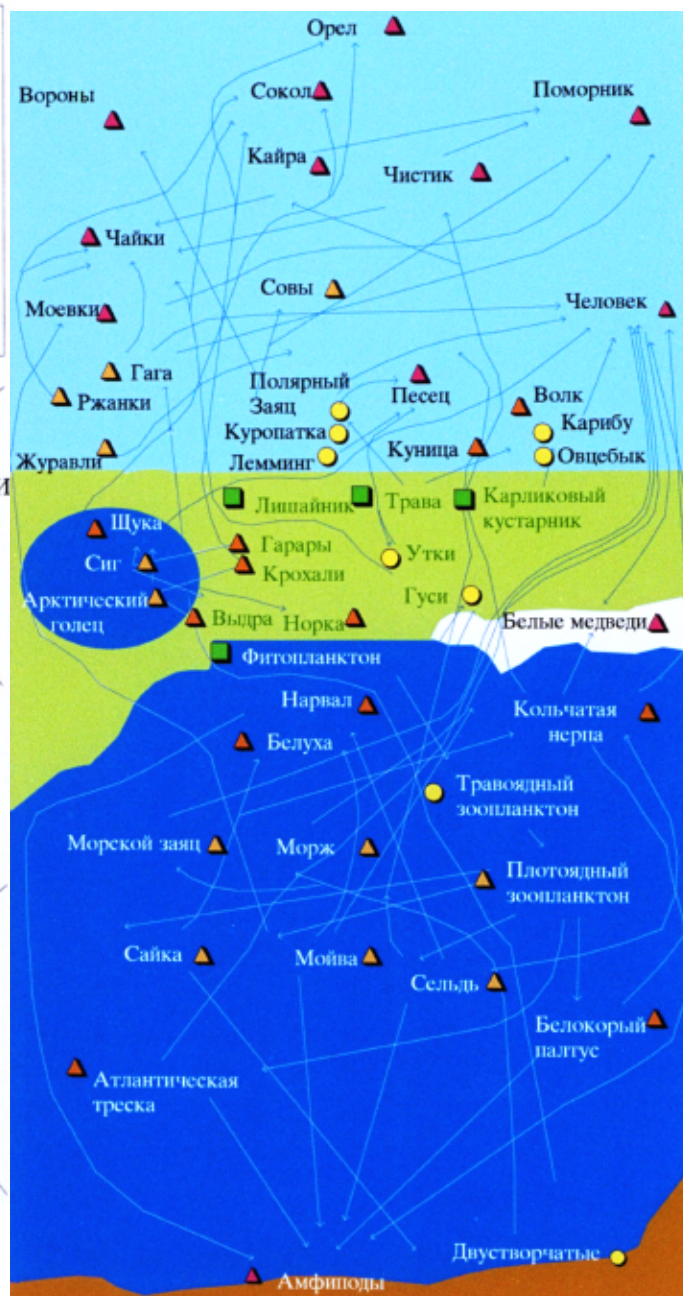 Орел
Вороны
Сокол
Поморник
Кайра
Чистик
Чайки
Совы
Моевки
Человек
Гага
Ржанки
Полярный
Заяц
Песец
Волк
Куропатка
Карибу
Журавли
Лемминг
Куница
Овцебык
и
Лишайник
Трава
Карликовый
кустарник
Щука
Гарары
Сиг
Крохали
Утки
Арктический
голец
Гуси
Выдра
Норка
Белые медведи
Фитопланктон
Нарвал
Кольчатая
нерпа
Белуха
Травоядный
зоопланктон
Морской заяц
Морж
Плотоядный
зоопланктон
Сайка
Мойва
Сельдь
Белокорый
палтус
Атлантическая
треска
Двустворчатые
Амфиподы